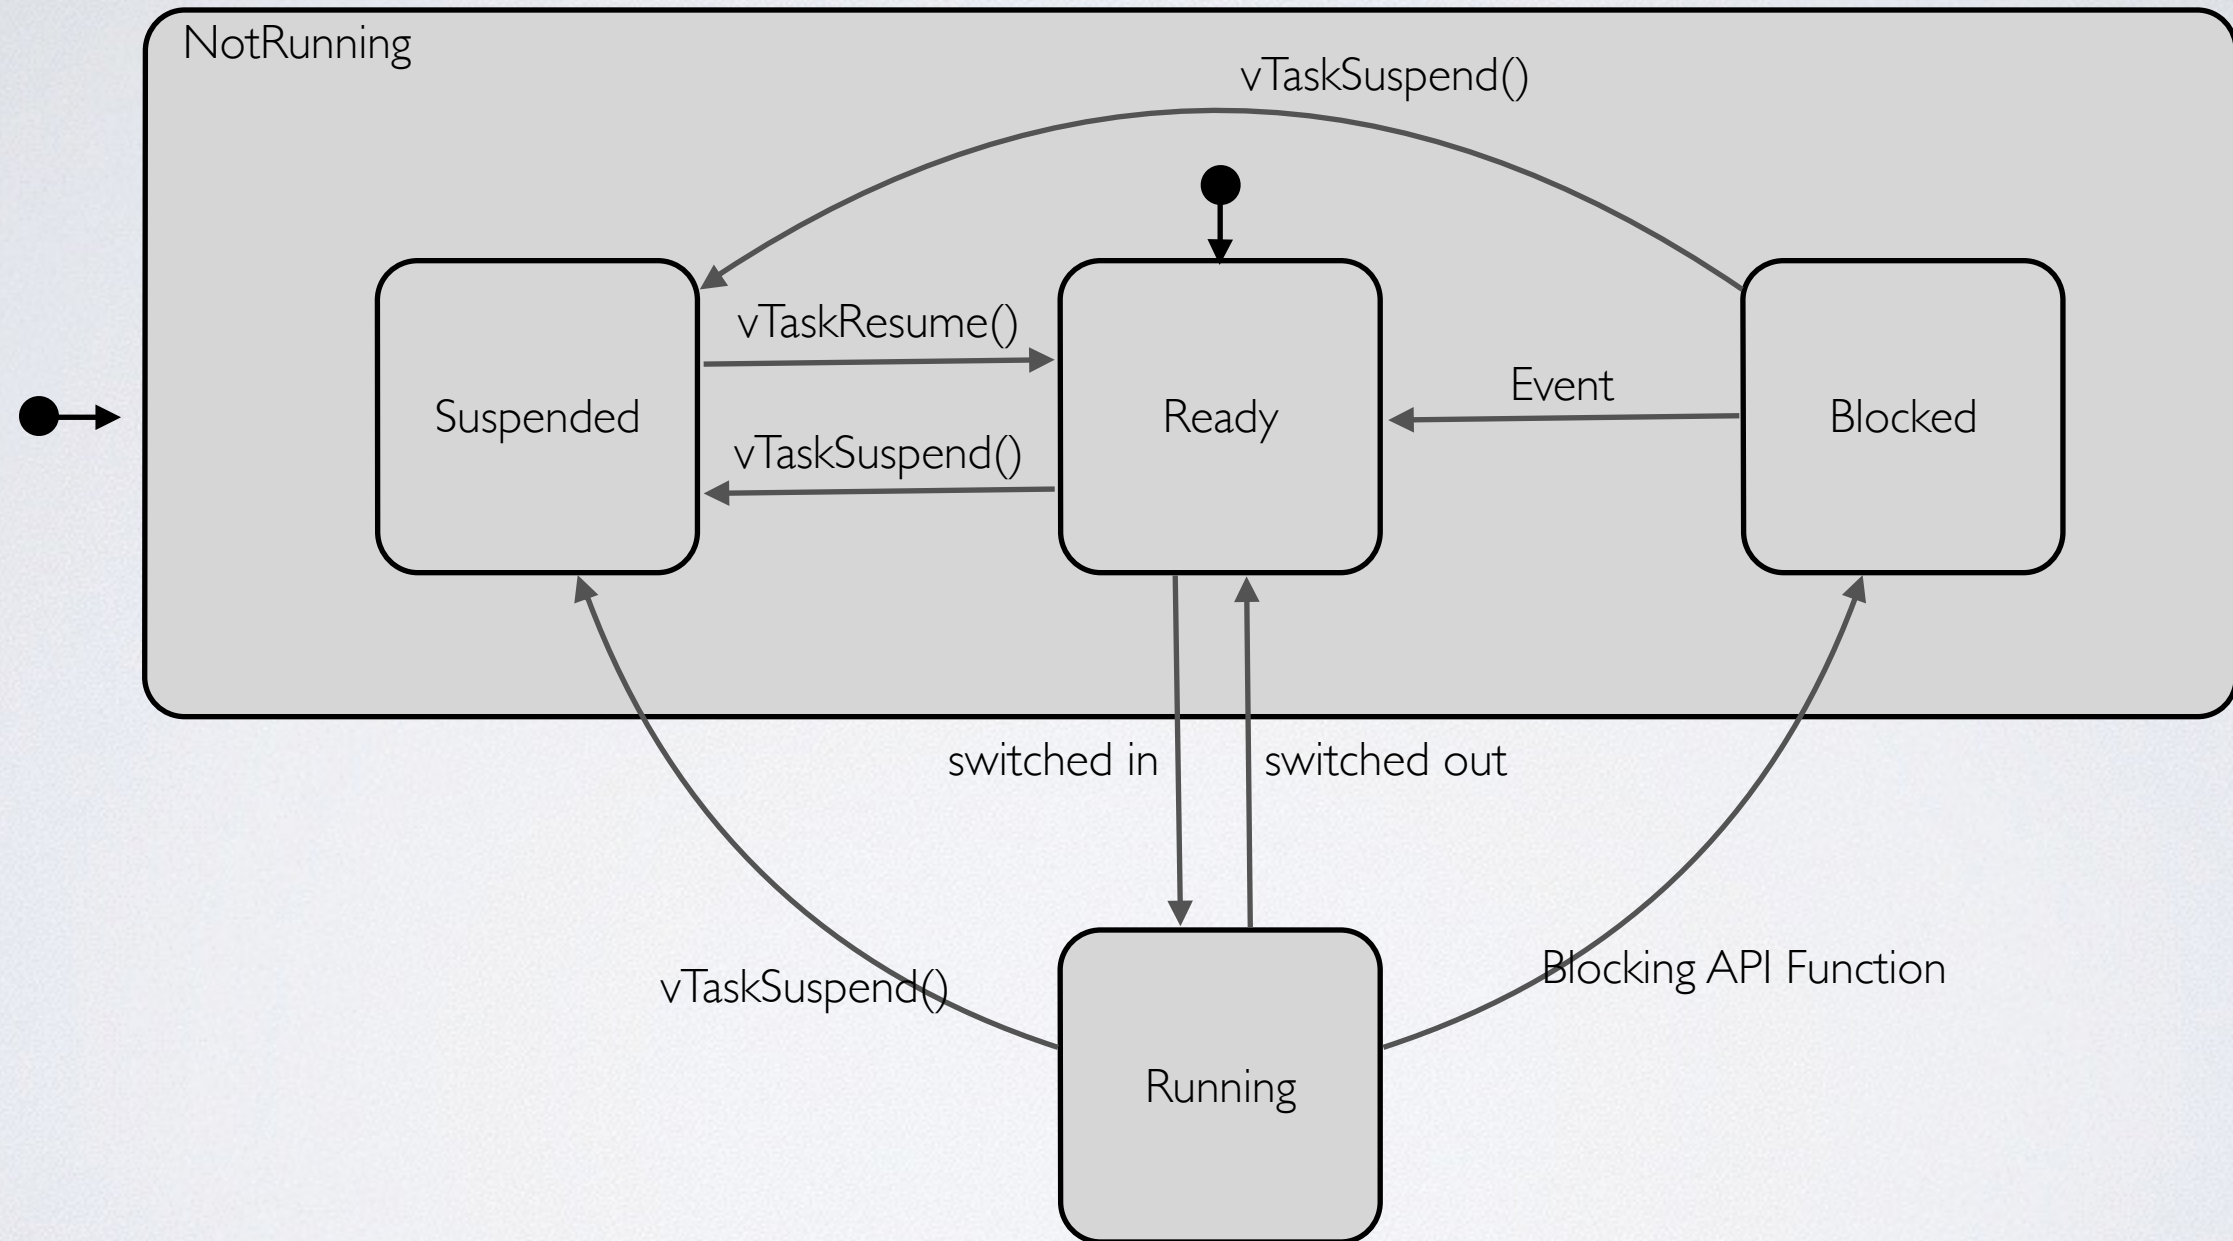 NotRunning
vTaskSuspend()
vTaskResume()
Suspended
vTaskSuspend()
Ready
Event
Blocked
switched in
switched out
vTaskSuspend()
Blocking API Function
Running